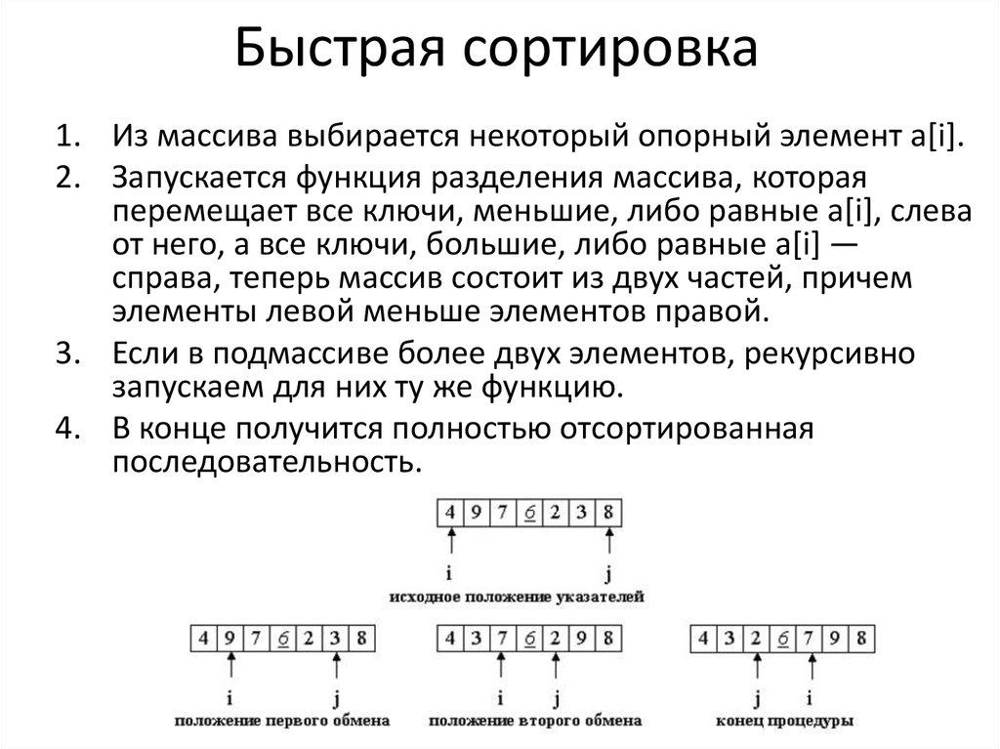 Быстрая сортировка
1. Из массива выбирается некоторый опорный элемент a[i].
2. Запускается функция разделения массива, которая
перемещает все ключи, меньшие, либо равные a[i], слева
от него, а все ключи, большие, либо равные a[i] —
справа, теперь массив состоит из двух частей, причем
элементы левой меньше элементов правой.
3. Если в подмассиве более двух элементов, рекурсивно
запускаем для них ту же функцию.
4. В конце получится полностью отсортированная
последовательность.
4 9 7 6 2 3 8
i j
исходное положение указателей
4 9 7 6 2 3 8
i j
положение первого обмена
4 3 7 6 2 9 8
i j
положение второго обмена
4 3 2 6 7 9 8
j i
конец процедуры